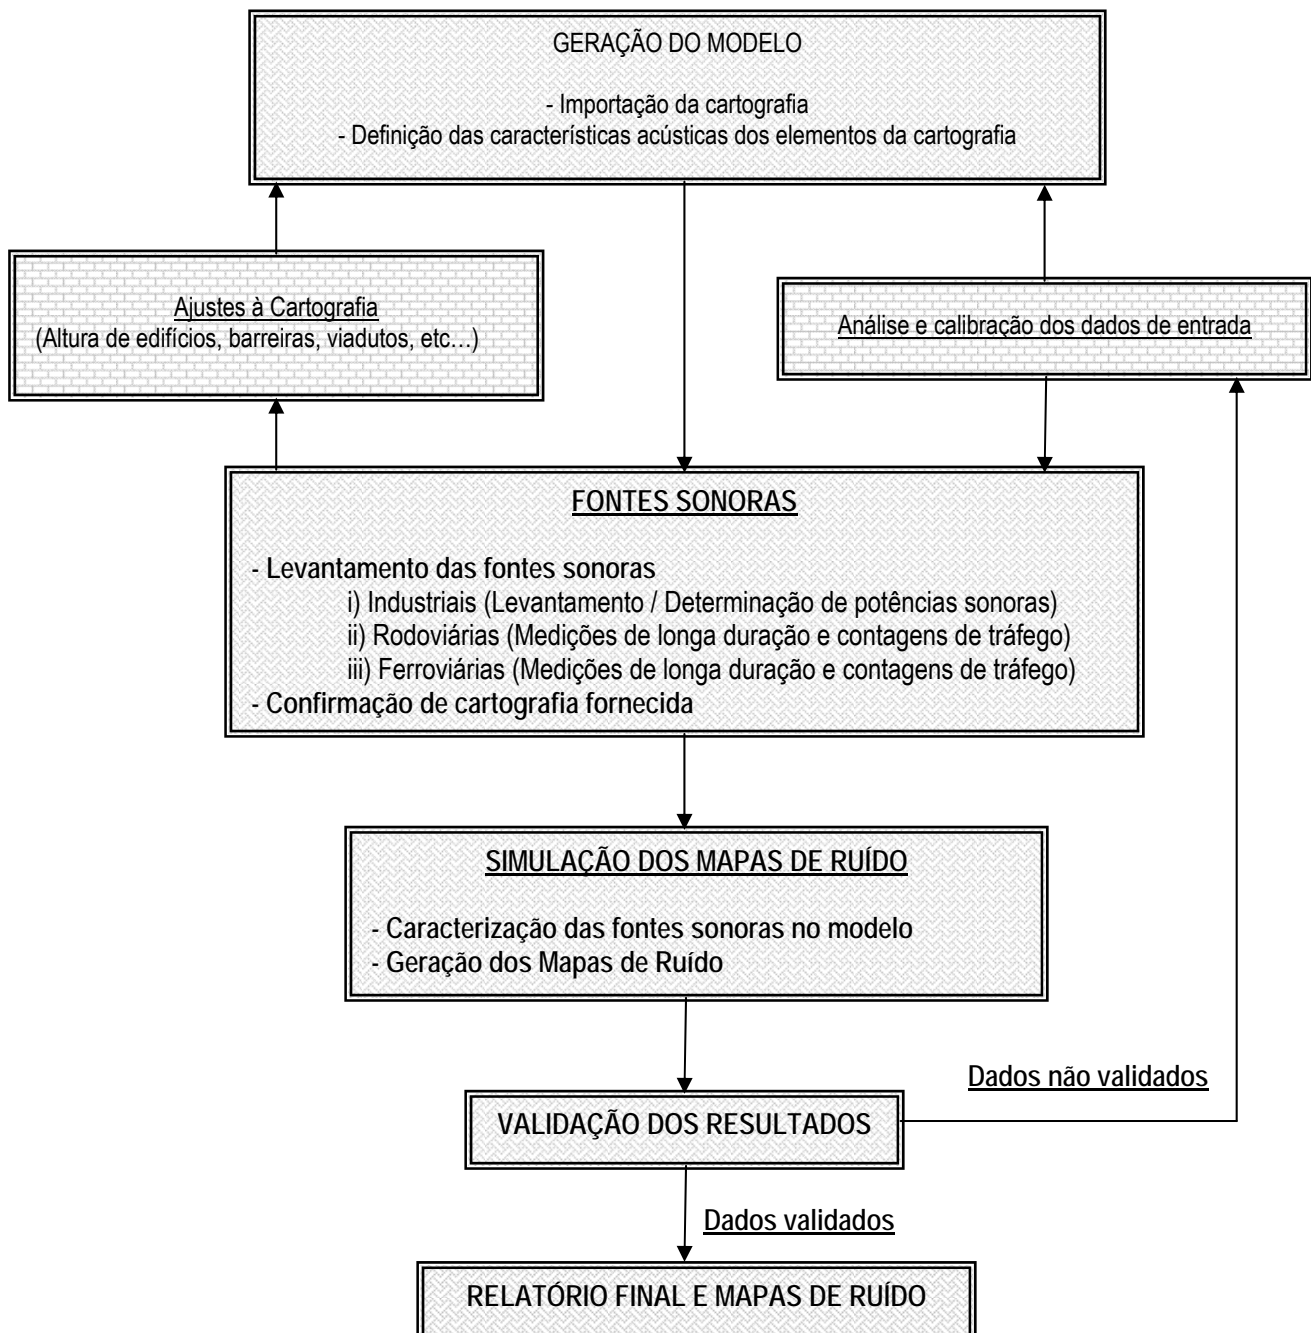 GERAÇÃO DO MODELO
- Importação da cartografia
- Definição das características acústicas dos elementos da cartografia
Ajustes à Cartografia
(Altura de edifícios, barreiras, viadutos, etc…)
Análise e calibração dos dados de entrada
FONTES SONORAS
- Levantamento das fontes sonoras
i) Industriais (Levantamento / Determinação de potências sonoras)
ii) Rodoviárias (Medições de longa duração e contagens de tráfego)
iii) Ferroviárias (Medições de longa duração e contagens de tráfego)
- Confirmação de cartografia fornecida
SIMULAÇÃO DOS MAPAS DE RUÍDO
- Caracterização das fontes sonoras no modelo
- Geração dos Mapas de Ruído
Dados não validados
VALIDAÇÃO DOS RESULTADOS
Dados validados
RELATÓRIO FINAL E MAPAS DE RUÍDO